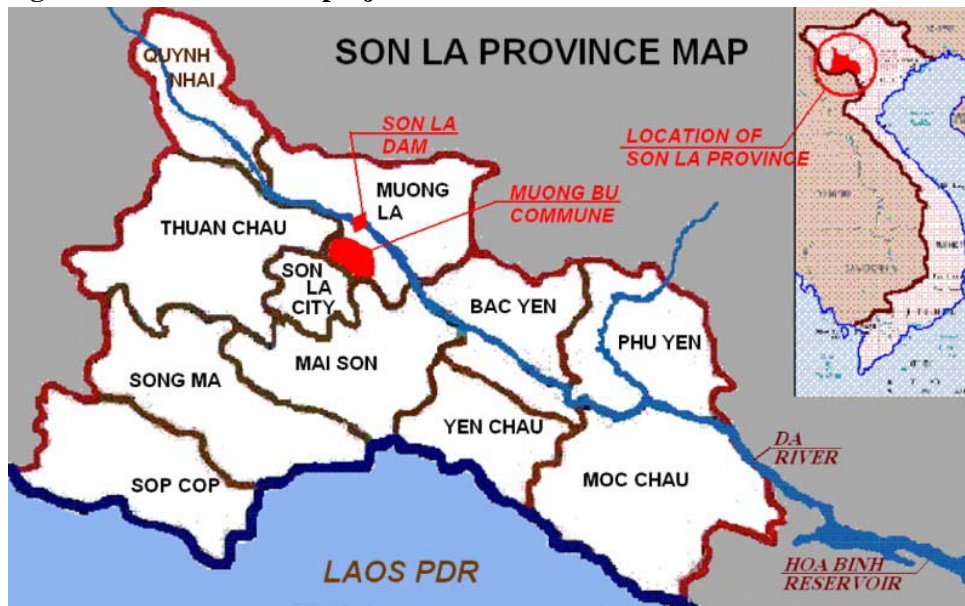 SON LA PROVINCE MAP
QUYNH
NHAI
SON LA
DAM
LOCATION OF
SON LA PROVINCE
MUONG
LA
MUONG BU
COMMUNE
THUAN CHAU
SON
LA
CITY
BAC YEN
PHU YEN
MAI SON
SONG MA
YEN CHAU
DA
RIVER
SOP COP
MOC CHAU
LAOS PDR
HOA BINH
RESERVOIR